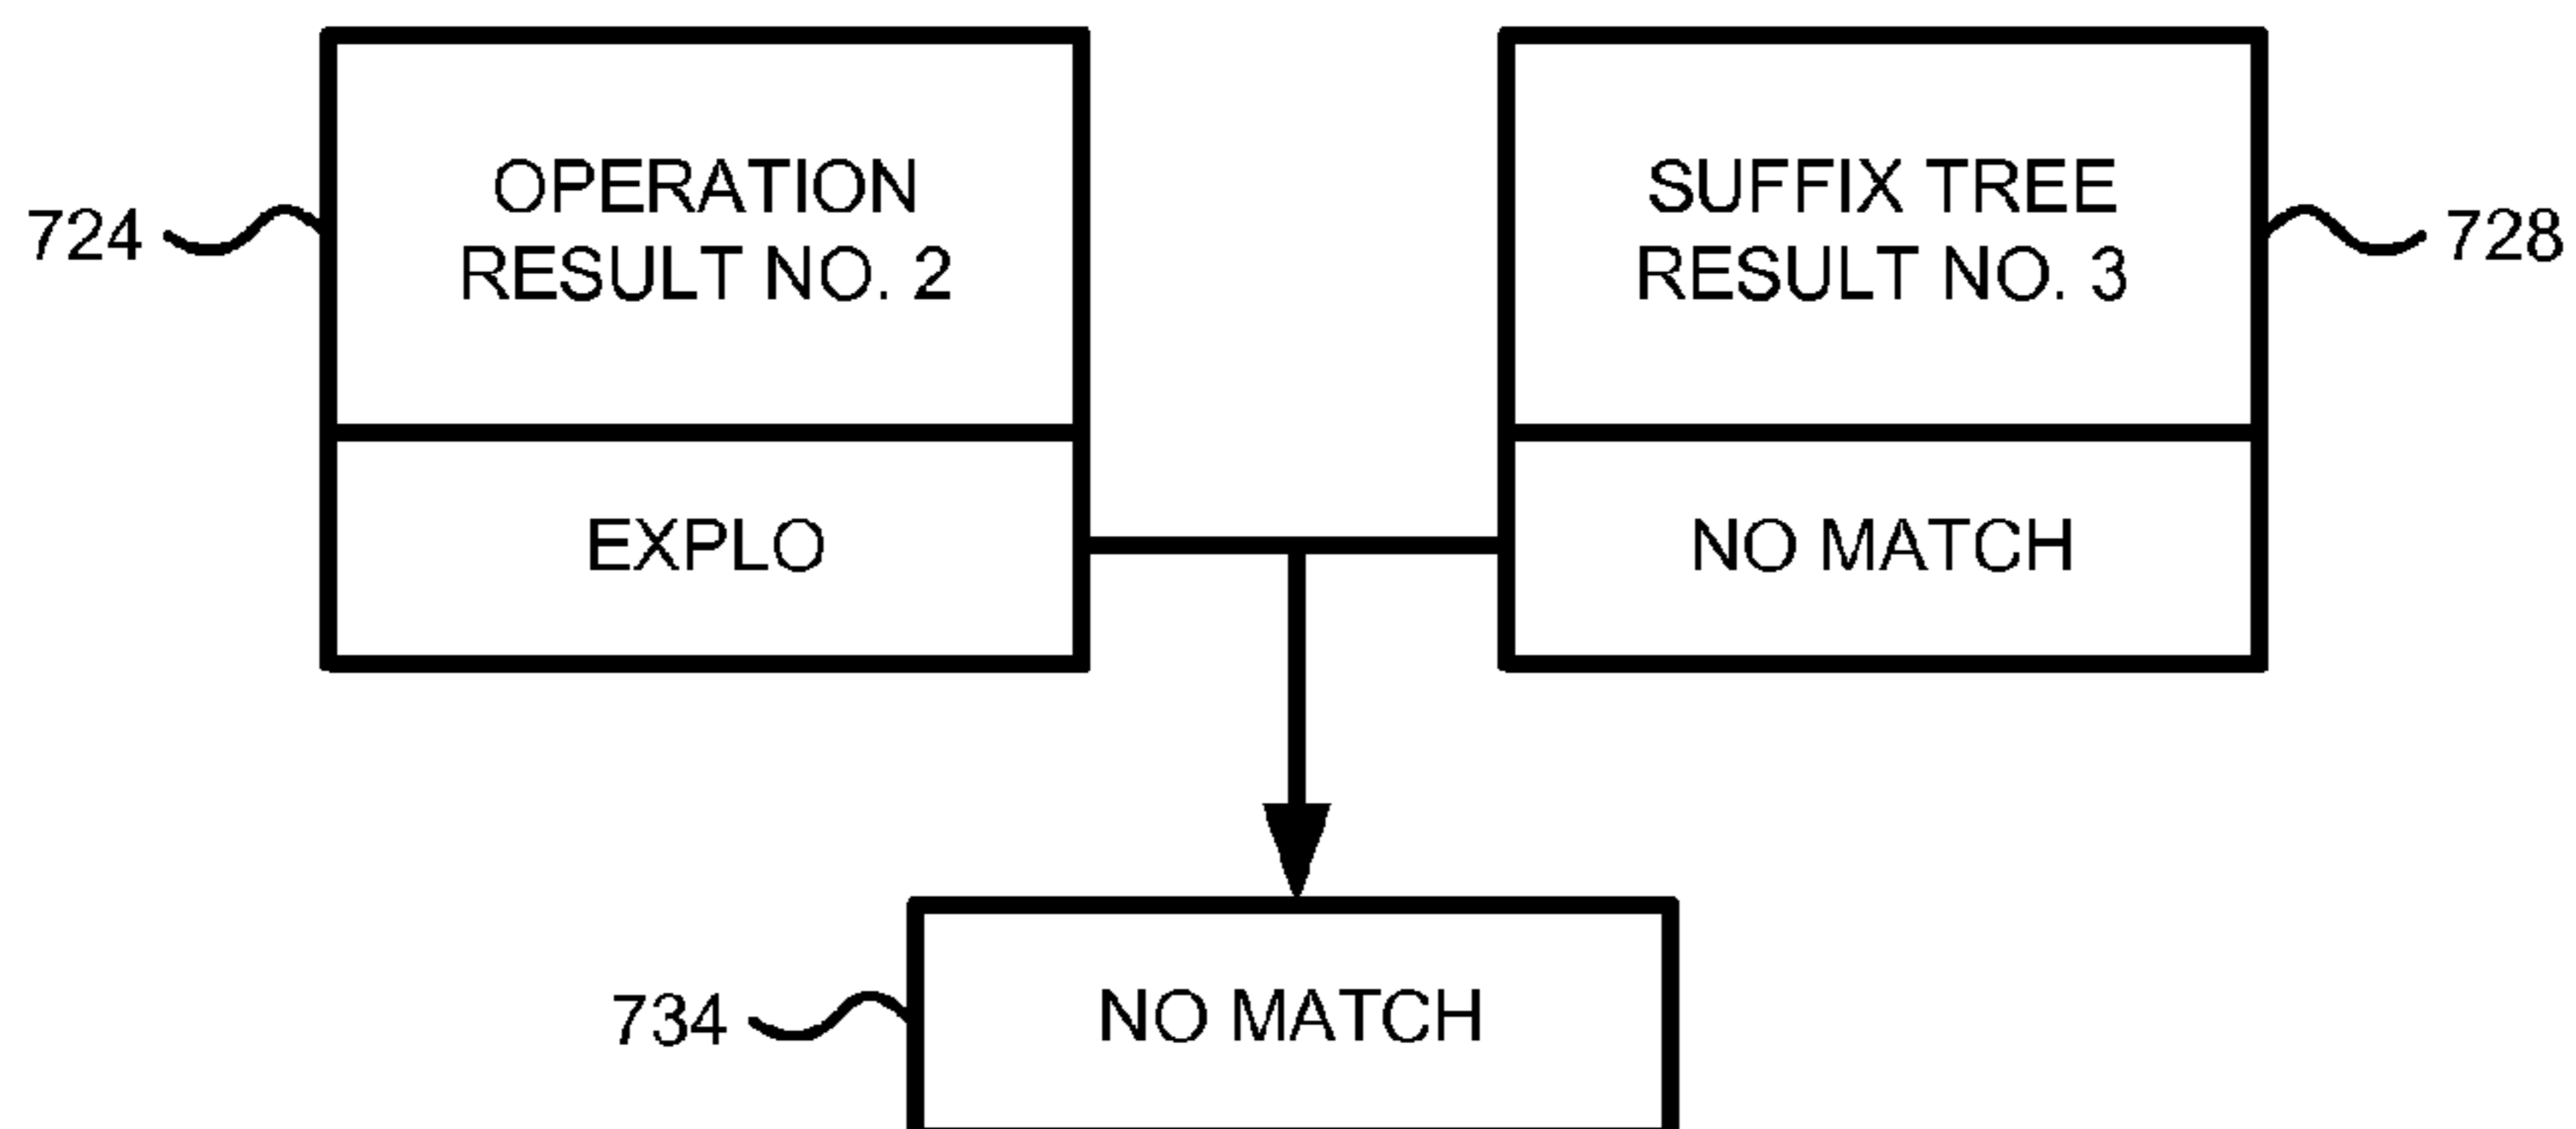 724
OPERATION
RESULT NO. 2
EXPLO
SUFFIX TREE
RESULT NO. 3
NO MATCH
728
734
NO MATCH